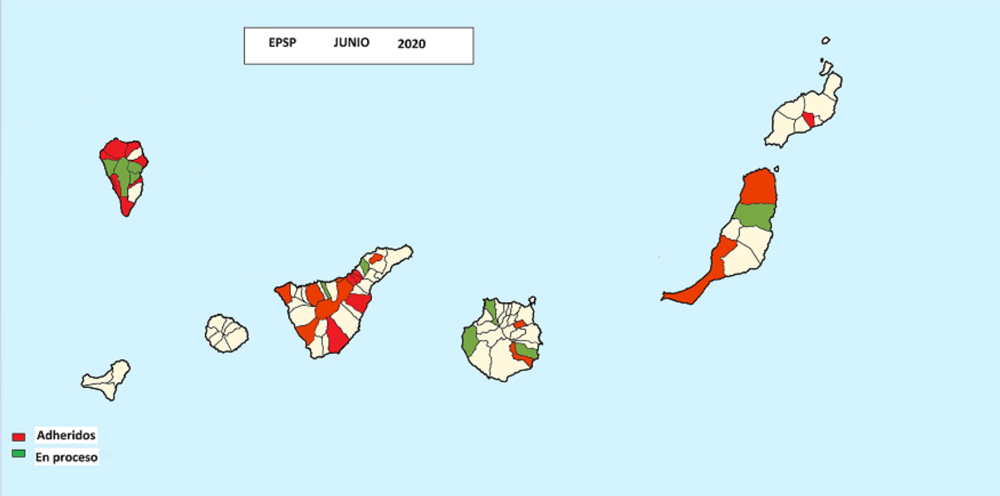 EPSP JUNIO 2020
Adheridos
En proceso